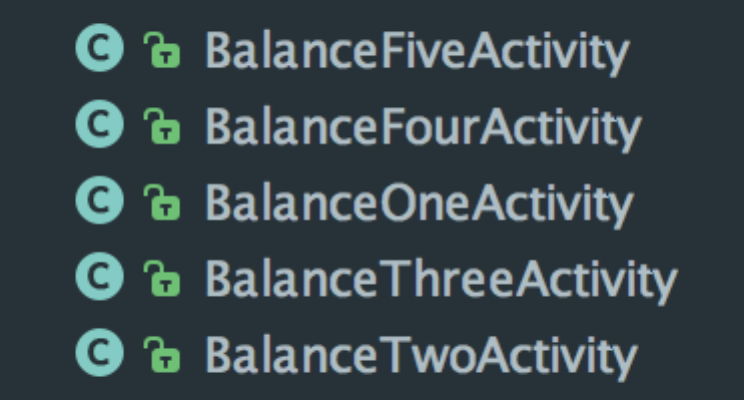 C BalanceFiveActivity
C BalanceFourActivity
C BalanceOneActivity
C BalanceThreeActivity
C BalanceTwoActivity